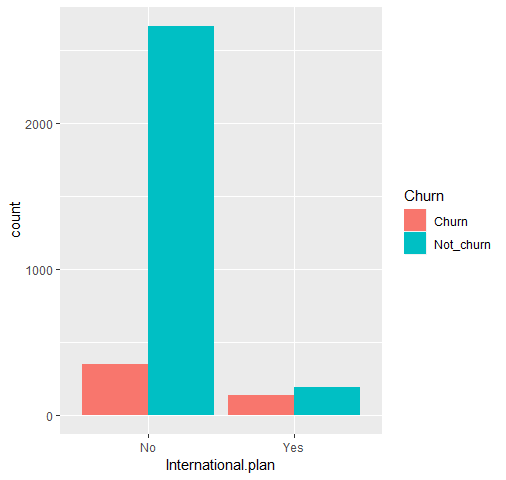 count
2000
1000
0
No
Yes
International.plan
Churn
Churn
Not_churn